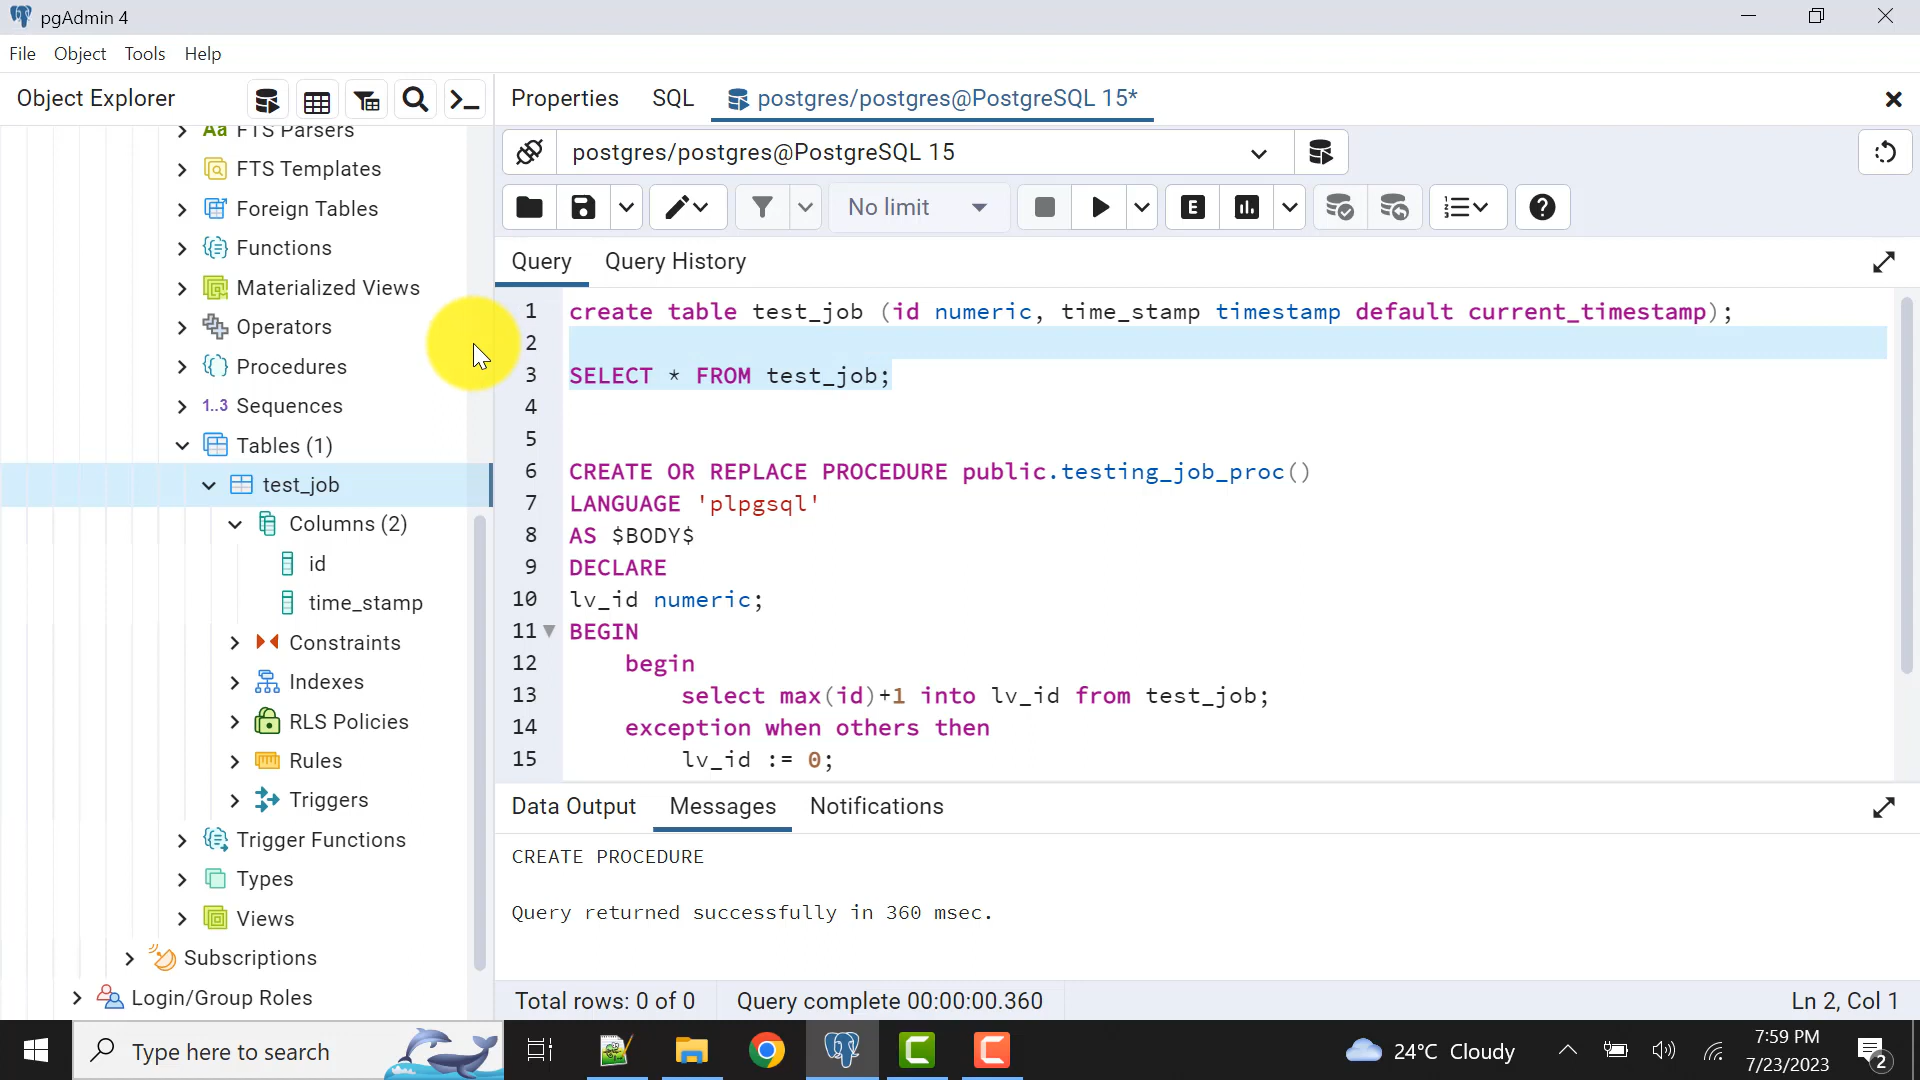 pgAdmin 4
File Object Tools Help
Object Explorer
Properties SQL postgres/postgres@PostgreSQL 15*
postgres/postgres@PostgreSQL 15
No limit
E
Query Query History
Aa FTS Parsers
FTS Templates
Foreign Tables
Functions
Materialized Views
Operators
Procedures
1..3 Sequences
Tables (1)
test_job
Columns (2)
id
time_stamp
Constraints
Indexes
RLS Policies
Rules
Triggers
Trigger Functions
Types
Views
Subscriptions
Login/Group Roles
1 create table test_job (id numeric, time_stamp timestamp default current_timestamp);
2
3 SELECT * FROM test_job;
4
5
6 CREATE OR REPLACE PROCEDURE public.testing_job_proc()
7 LANGUAGE 'plpgsql'
8 AS $BODY$
9 DECLARE
10 lv_id numeric;
11 BEGIN
12 begin
13 select max(id)+1 into lv_id from test_job;
14 exception when others then
15 lv_id := 0;
Data Output Messages Notifications
CREATE PROCEDURE
Query returned successfully in 360 msec.
Total rows: 0 of 0 Query complete 00:00:00.360 Ln 2, Col 1
Type here to search
24°C Cloudy
7:59 PM
7/23/2023
2